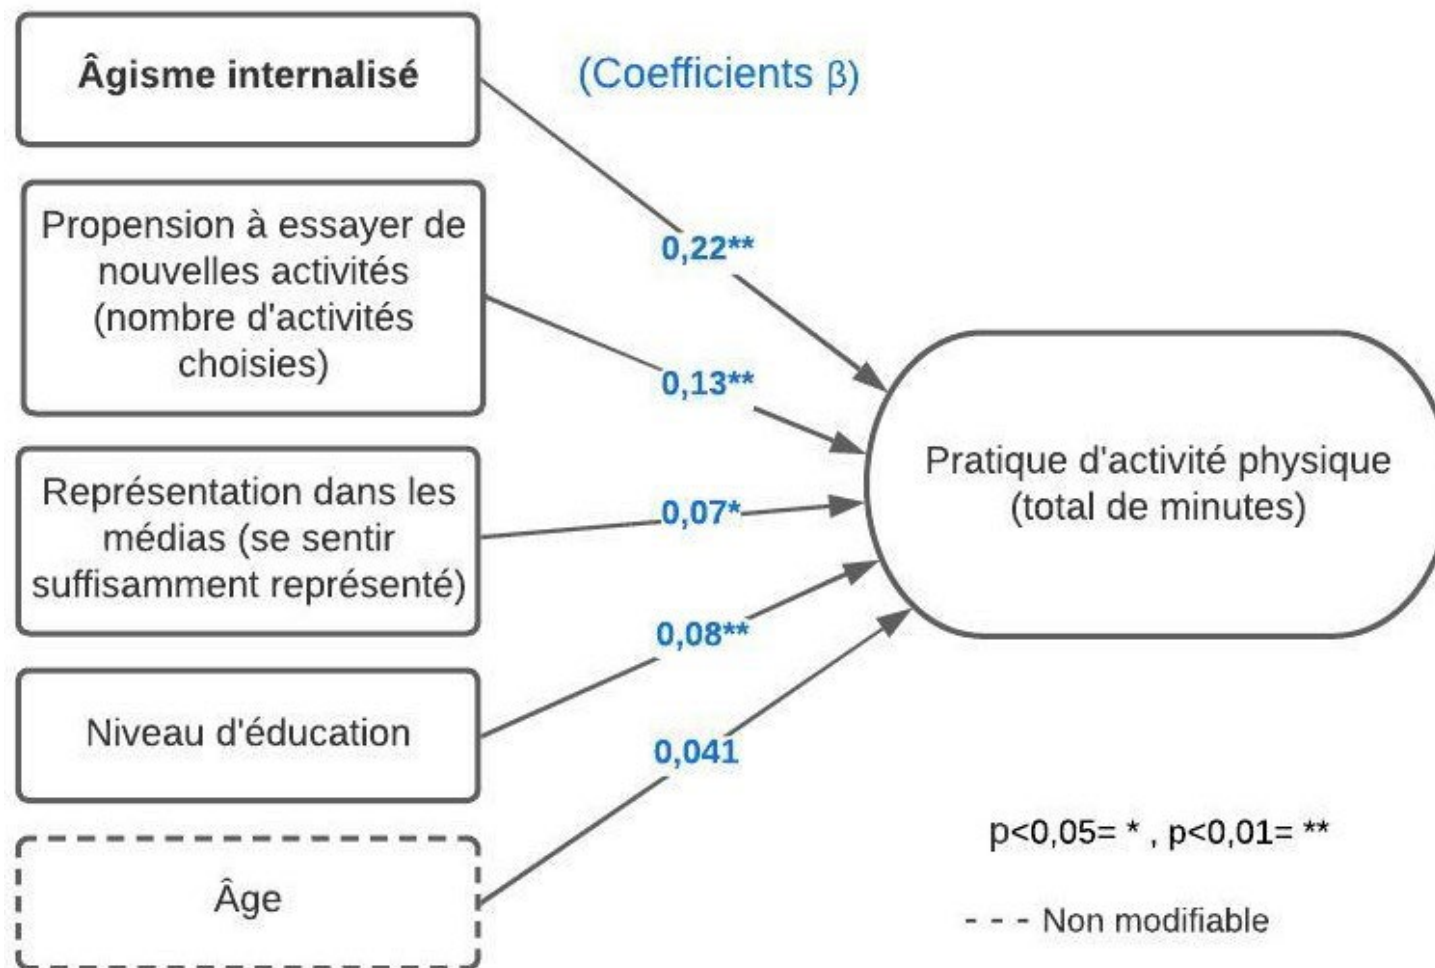 Âgisme internalisé
(Coefficients β)
Propension à essayer de
nouvelles activités
(nombre d'activités
choisies)
0,22**
0,13**
Représentation dans les
médias (se sentir
suffisamment représenté)
0,07*
Pratique d'activité physique
(total de minutes)
Niveau d'éducation
0,08**
Âge
0,041
p<0,05= * , p<0,01= **
- - - Non modifiable